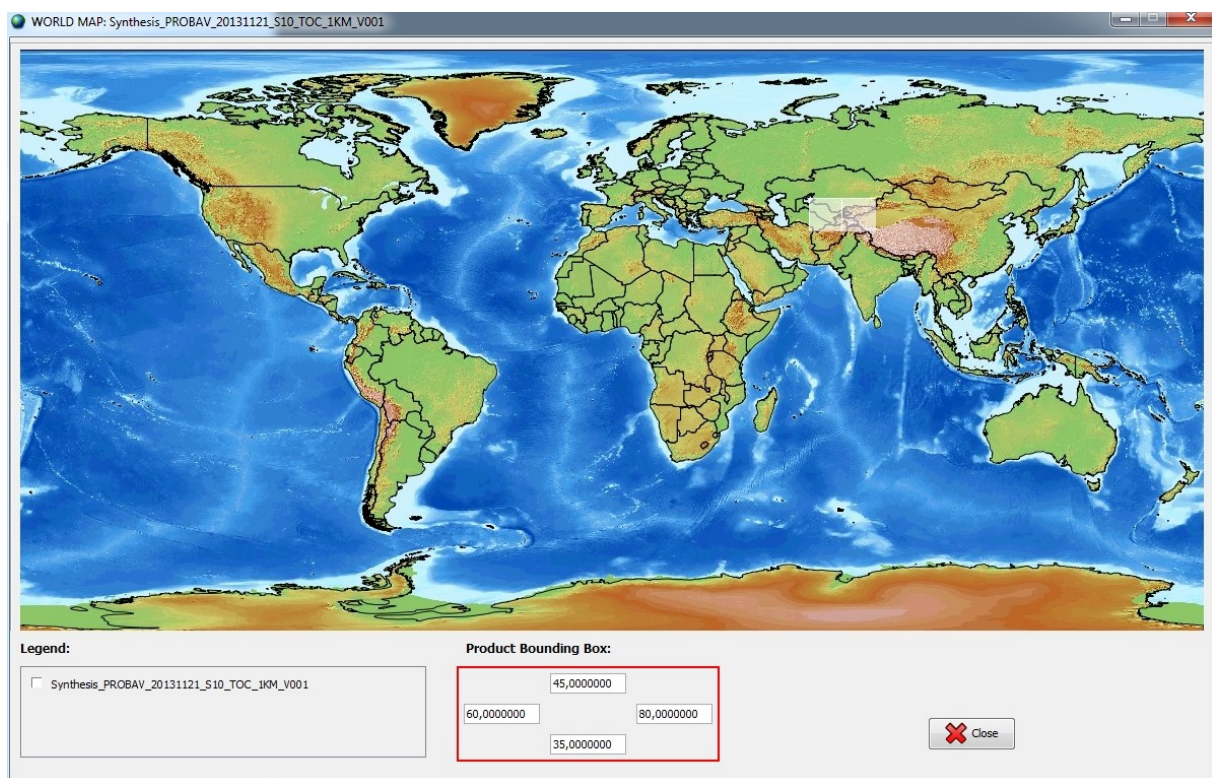 WORLD MAP: Synthesis_PROBAV_20131121_S10_TOC_1KM_V001
Legend:
Product Bounding Box:
Synthesis_PROBAV_20131121_S10_TOC_1KM_V001
45,0000000
60,0000000
80,0000000
35,0000000
Close